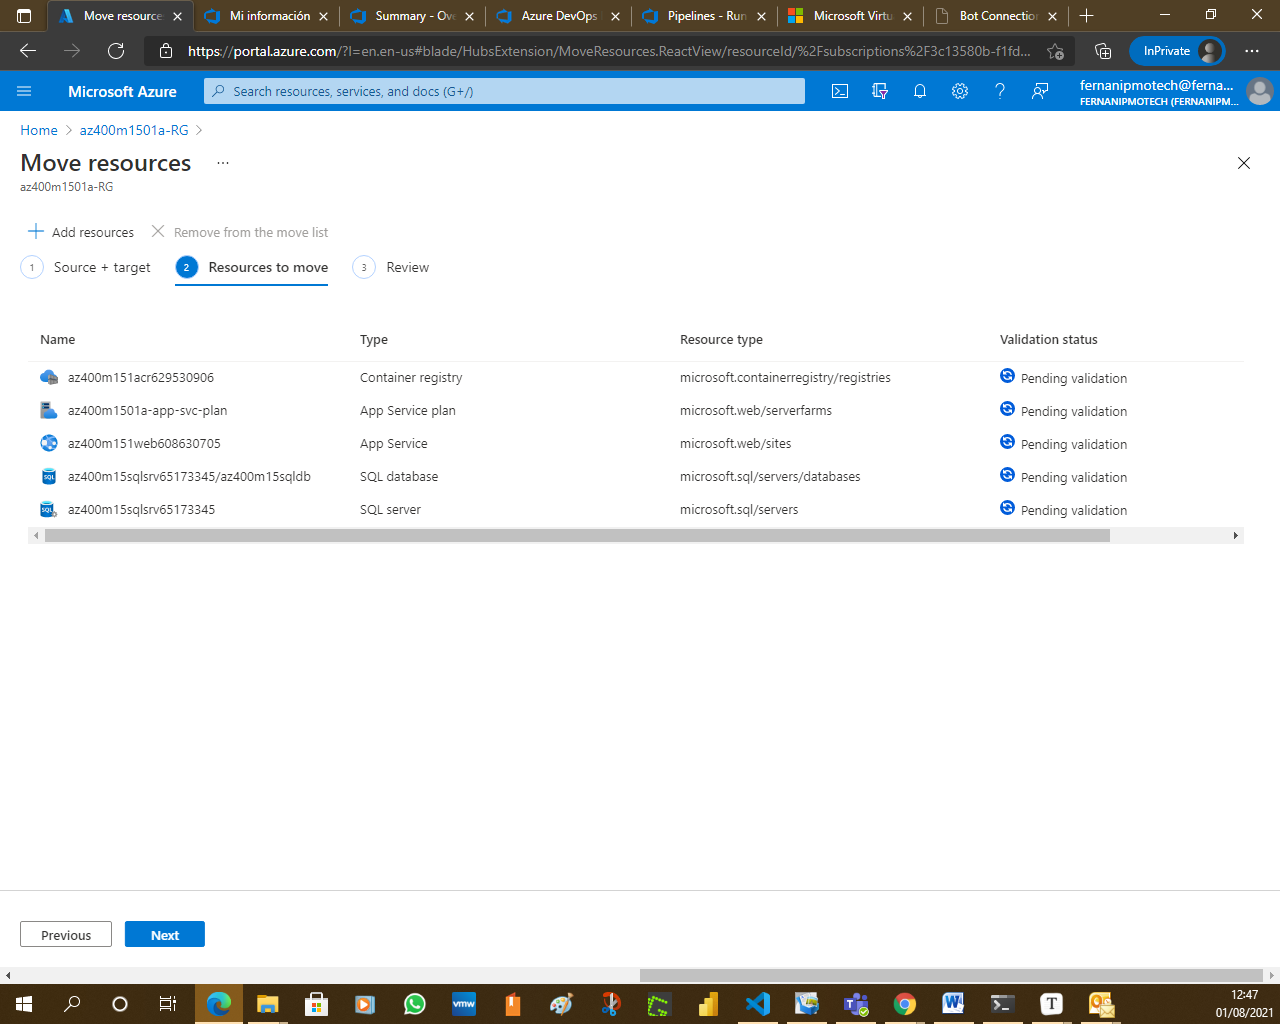 Move resource
Mi información
Summary - Ove
Azure DevOps
Pipelines - Run
Microsoft Virtu
Bot Connection
https://portal.azure.com/?l=en.en-us#blade/HubsExtension/MoveResources.ReactView/resourceId/%2Fsubscriptions%2F3c13580b-f1fd...
InPrivate
Microsoft Azure
Search resources, services, and docs (G+/)
fernanipmotech@ferna...
FERNANIPMOTECH (FERNANIPM...
Home > az400m1501a-RG >
Move resources ...
az400m1501a-RG
Add resources
Remove from the move list
1 Source + target
2 Resources to move
3 Review
Name Type Resource type Validation status
az400m151acr629530906 Container registry microsoft.containerregistry/registries Pending validation
az400m1501a-app-svc-plan App Service plan microsoft.web/serverfarms Pending validation
az400m151web608630705 App Service microsoft.web/sites Pending validation
az400m15sqlsrv65173345/az400m15sqldb SQL database microsoft.sql/servers/databases Pending validation
az400m15sqlsrv65173345 SQL server microsoft.sql/servers Pending validation
Previous
Next
vmw
12:47
01/08/2021